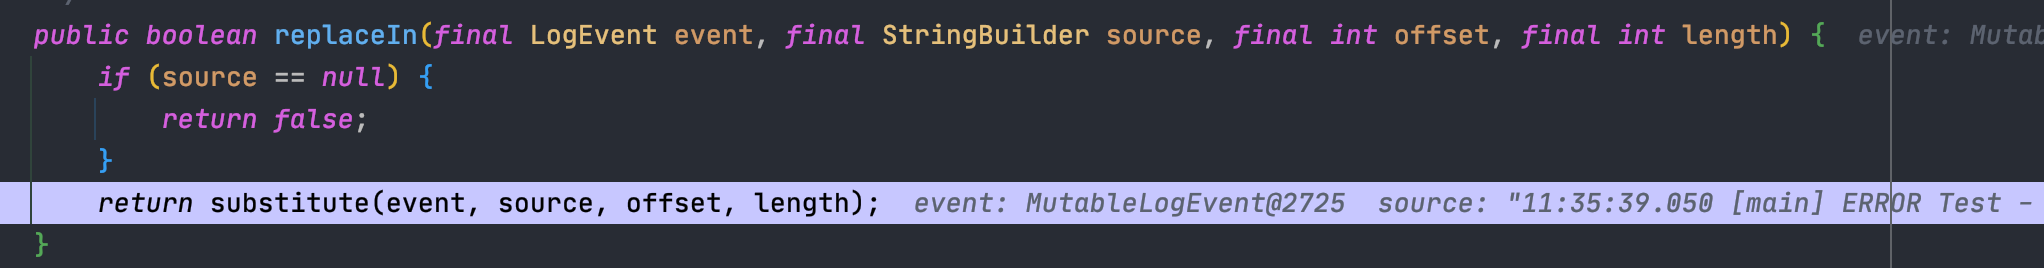 public boolean replaceIn(final LogEvent event, final StringBuilder source, final int offset, final int length) {  event: Mutab
if (source == null) {
return false;
}
return substitute(event, source, offset, length);  event: MutableLogEvent@2725  source: "11:35:39.050 [main] ERROR Test –
}